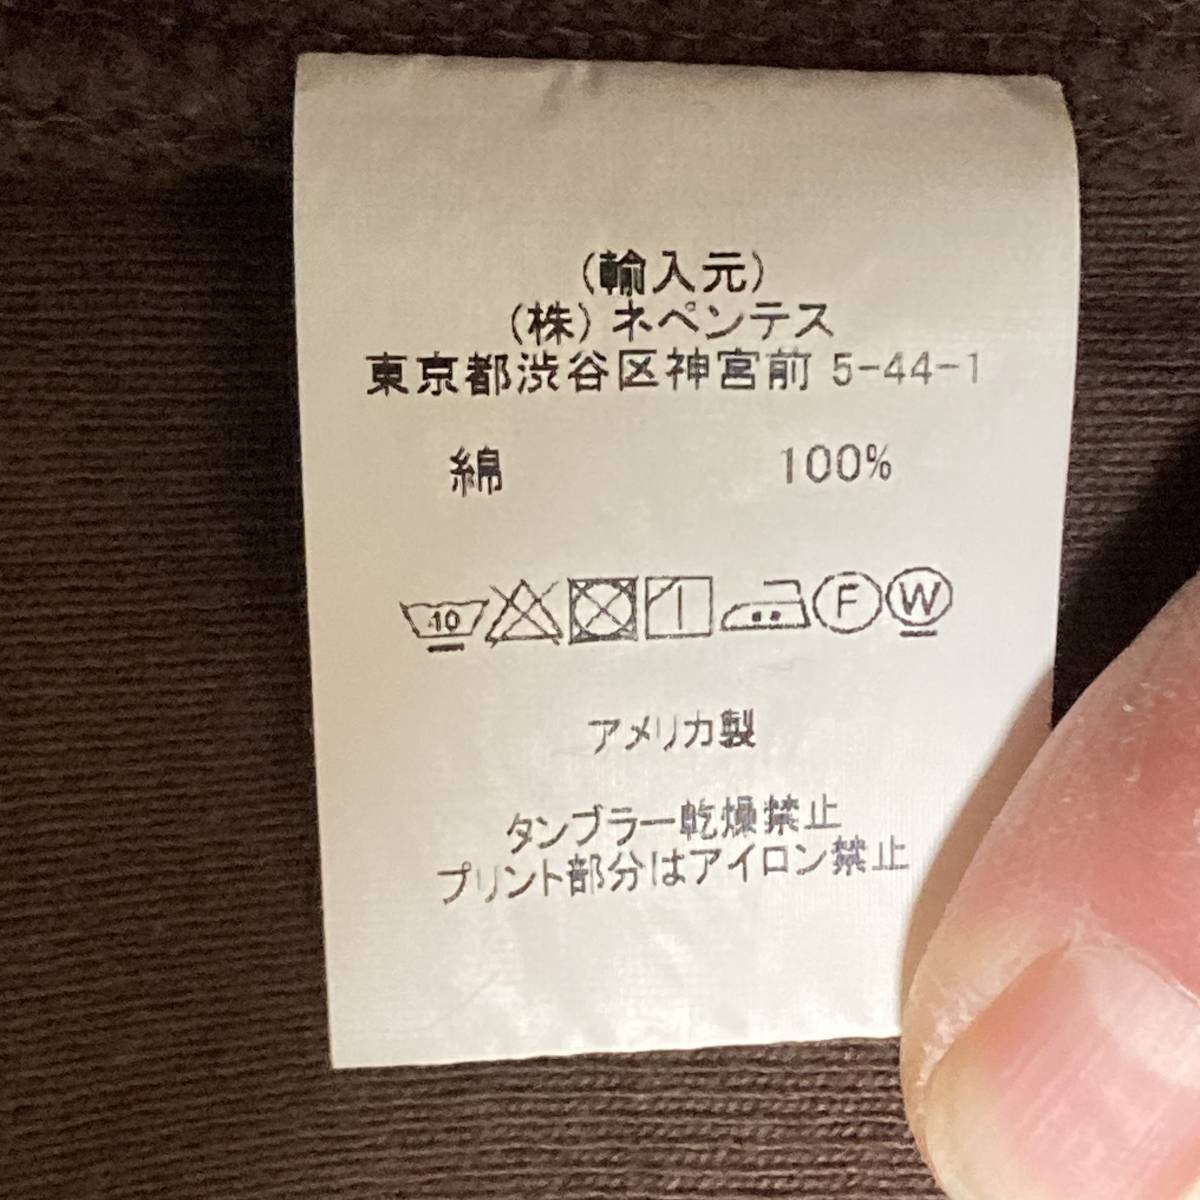 (輸入元)
(株)ネペンテス
東京都渋谷区神宮前 5-44-1
綿 100%
40 F W
アメリカ製
タンブラー乾燥禁止
プリント部分はアイロン禁止